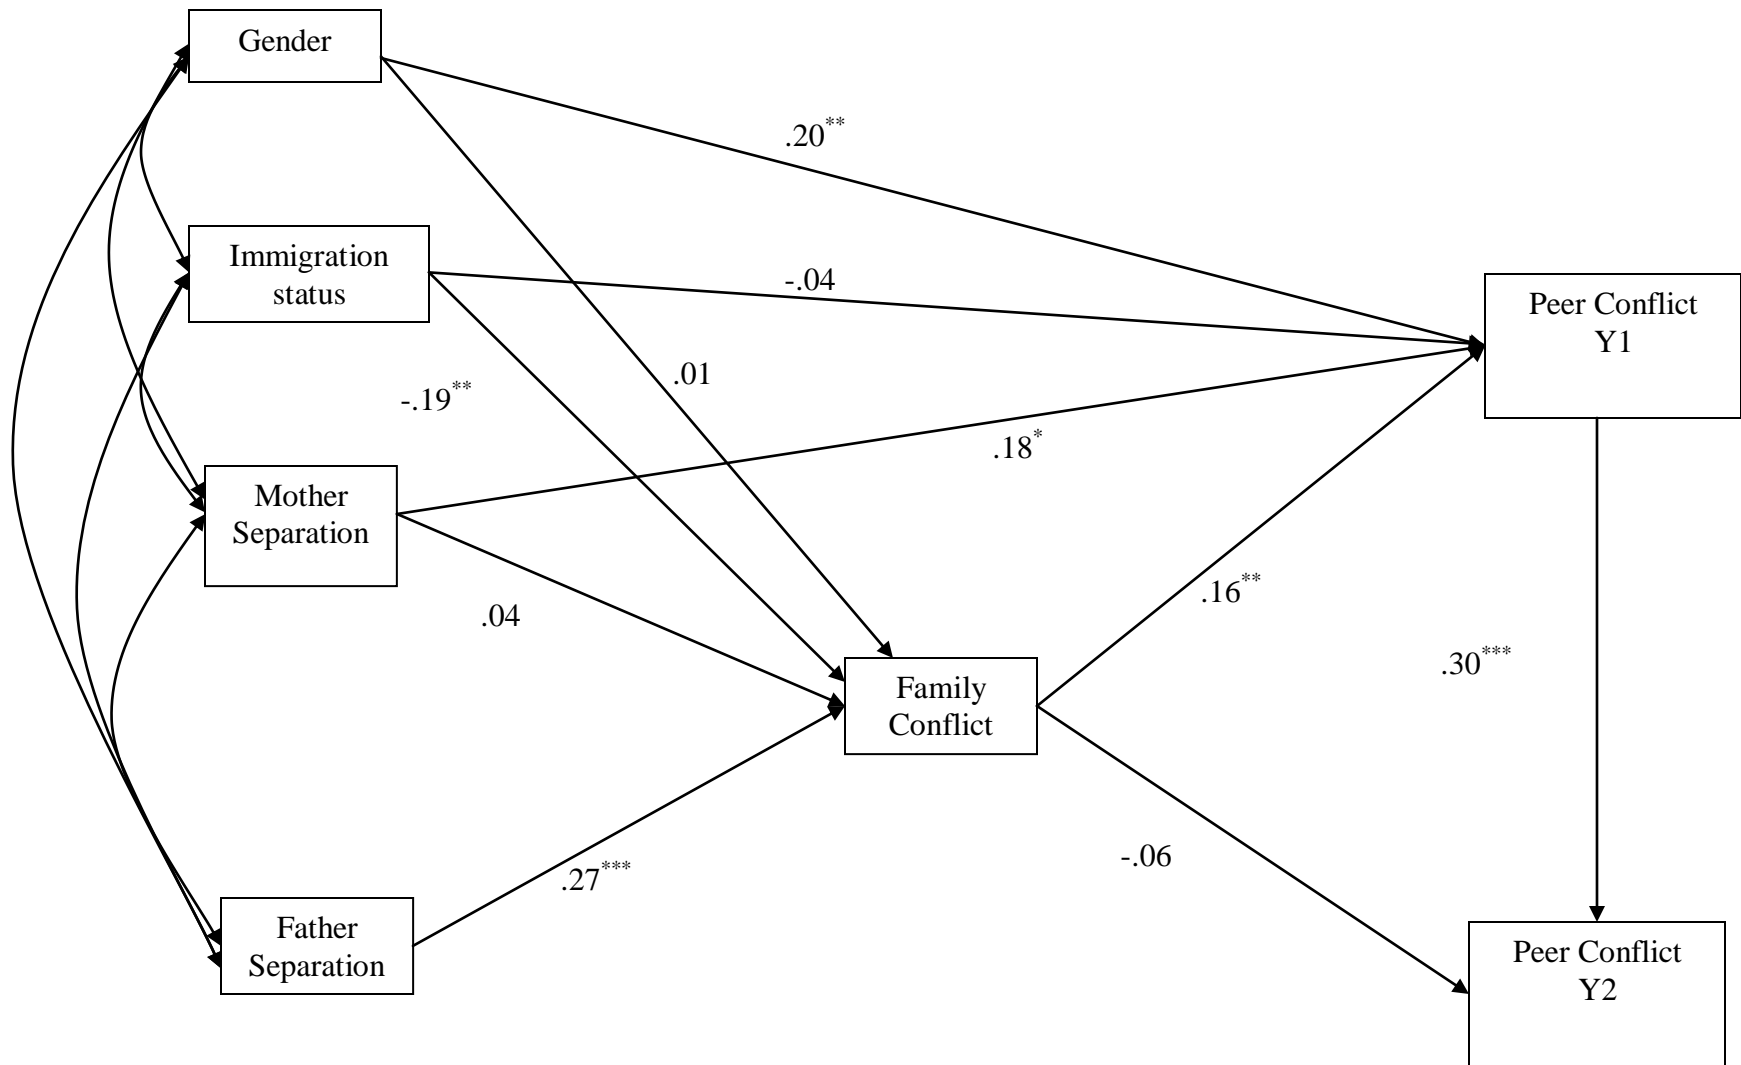 Gender
.20**
Immigration
status
-.04
Peer Conflict
Y1
.01
-.19**
.18*
Mother
Separation
.16**
.04
.30***
Family
Conflict
-.06
.27***
Father
Separation
Peer Conflict
Y2